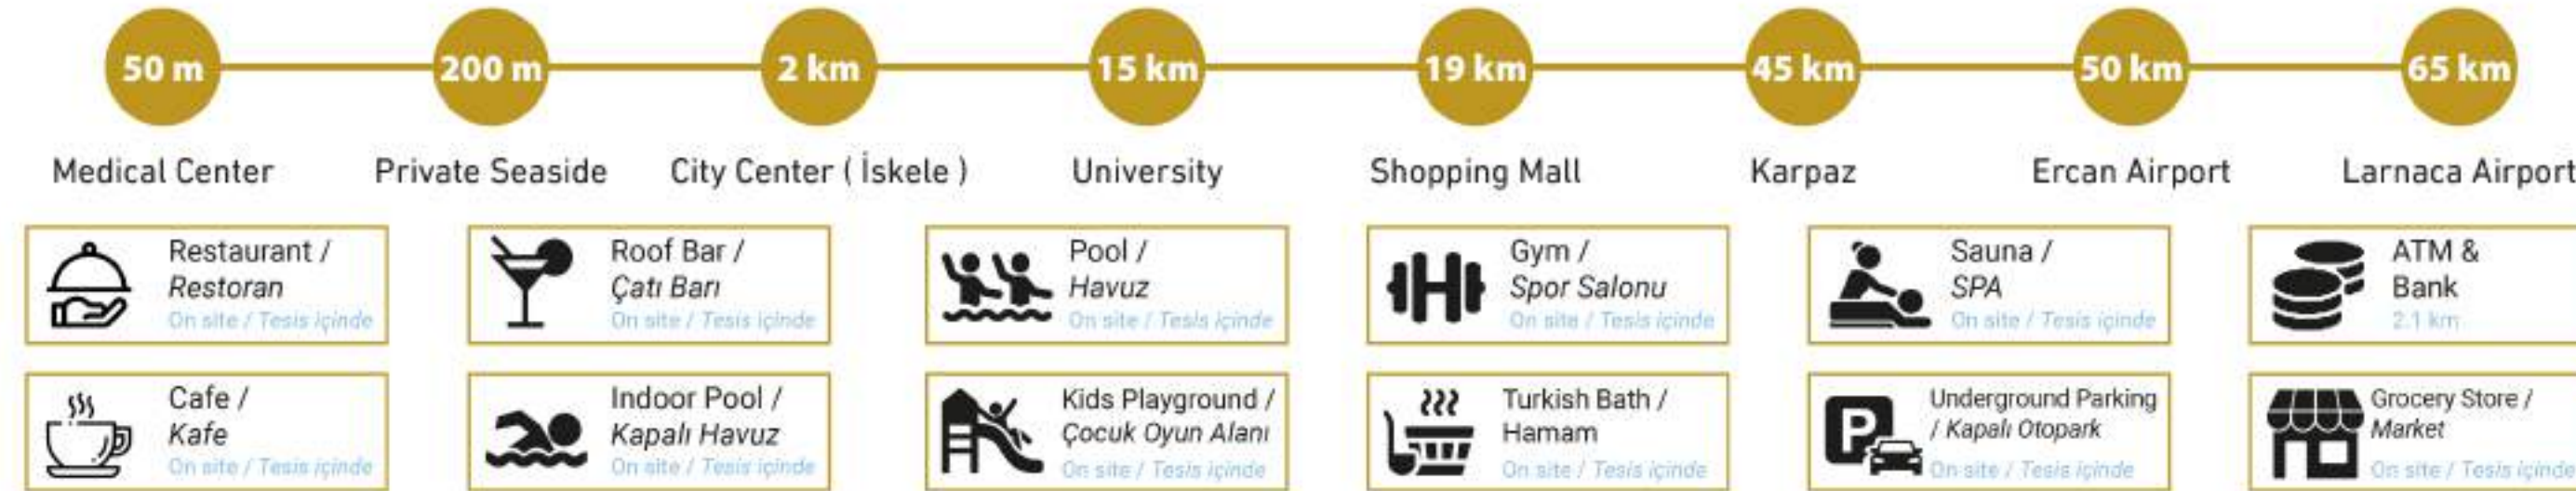 50 m
200 m
2 km
15 km
19 km
45 km
50 km
65 km
Medical Center
Private Seaside
City Center ( İskele )
University
Shopping Mall
Karpaz
Ercan Airport
Larnaca Airport
Restaurant /
Restoran
On site / Tesis içinde
Roof Bar /
Çatı Barı
On site / Tesis içinde
Pool /
Havuz
On site / Tesis içinde
Gym /
Spor Salonu
On site / Tesis içinde
Sauna /
SPA
On site / Tesis içinde
ATM &
Bank
2.1 km
Cafe /
Kafe
On site / Tesis içinde
Indoor Pool /
Kapalı Havuz
On site / Tesis içinde
Kids Playground /
Çocuk Oyun Alanı
On site / Tesis içinde
Turkish Bath /
Hamam
On site / Tesis içinde
Underground Parking
/ Kapalı Otopark
On site / Tesis içinde
Grocery Store /
Market
On site / Tesis içinde
P